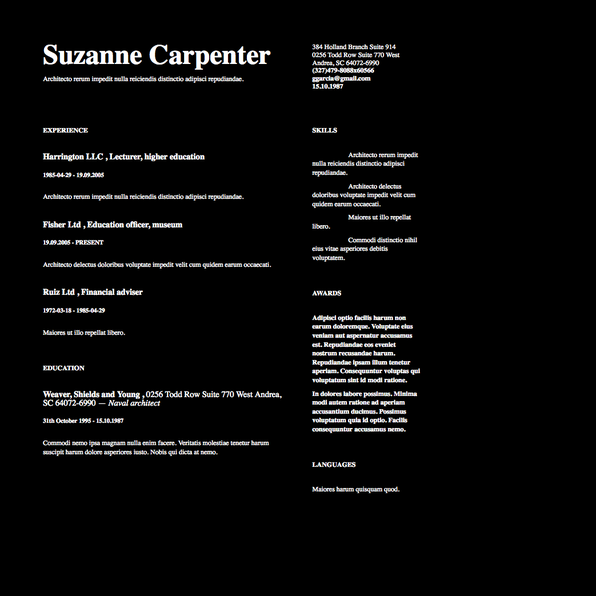 Suzanne Carpenter
Architecto rerum impedit nulla reiciendis distinctio adipisci repudiandae.
384 Holland Branch Suite 914
0256 Todd Row Suite 770 West
Andrea, SC 64072-6990
(327)479-8088x60566
ggarcia@gmail.com
15.10.1987
EXPERIENCE
Harrington LLC , Lecturer, higher education
1985-04-29 - 19.09.2005
Architecto rerum impedit nulla reiciendis distinctio adipisci repudiandae.
Fisher Ltd , Education officer, museum
19.09.2005 - PRESENT
Architecto delectus doloribus voluptate impedit velit cum quidem earum occaecati.
Ruiz Ltd , Financial adviser
1972-03-18 - 1985-04-29
Maiores ut illo repellat libero.
EDUCATION
Weaver, Shields and Young , 0256 Todd Row Suite 770 West Andrea,
SC 64072-6990 — Naval architect
31th October 1995 - 15.10.1987
Commodi nemo ipsa magnam nulla enim facere. Veritatis molestiae tenetur harum
suscipit harum dolore asperiores iusto. Nobis qui dicta at nemo.
SKILLS
Architecto rerum impedit
nulla reiciendis distinctio adipisci
repudiandae.
Architecto delectus
doloribus voluptate impedit velit cum
quidem earum occaecati.
Maiores ut illo repellat
libero.
Commodi distinctio nihil
eius vitae asperiores debitis
voluptatem.
AWARDS
Adipisci optio facilis harum non
earum doloremque. Voluptate eius
veniam aut aspernatur accusamus
est. Repudiandae eos eveniet
nostrum recusandae harum.
Repudiandae ipsam illum tenetur
aperiam. Consequuntur voluptas qui
voluptatum sint id modi ratione.
In dolores labore possimus. Minima
modi autem ratione ad aperiam
accusantium ducimus. Possimus
voluptatum quia id optio. Facilis
consequuntur accusamus nemo.
LANGUAGES
Maiores harum quisquam quod.